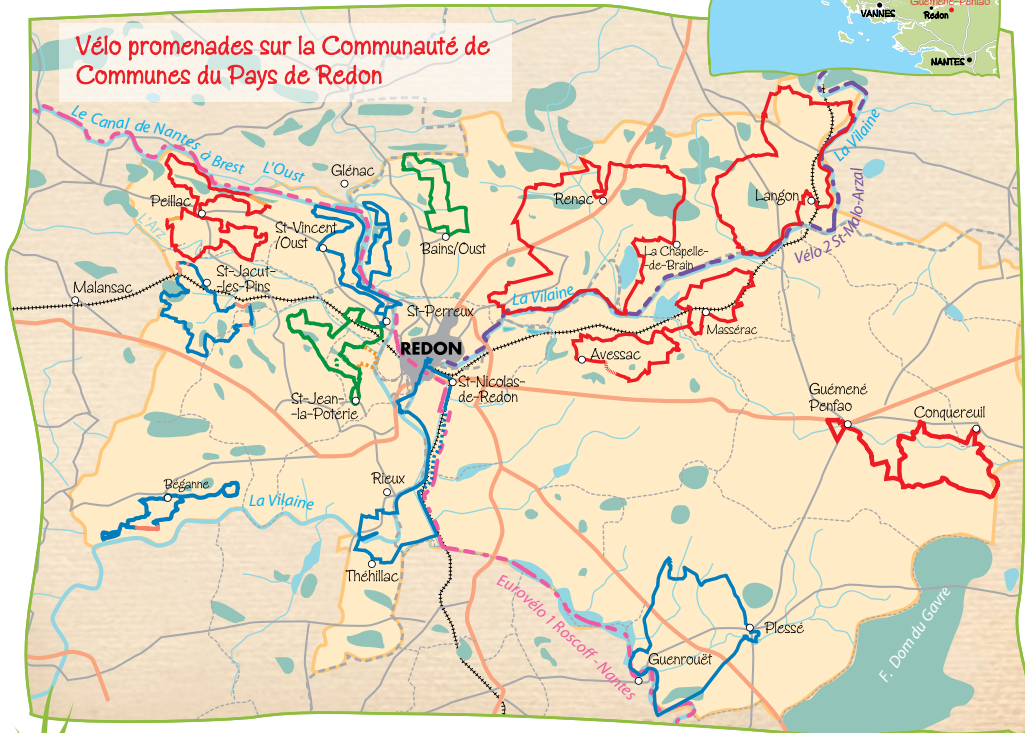 Vélo promenades sur la Communauté de
Communes du Pays de Redon
VANNES
Guémené-Penfao
Redon
NANTES
Le Canal de Nantes à Brest
L'Oust
Glénac
La Vilaine
Peillac
St-Vincent
/Oust
Bains/Oust
Renac
Langon
Vélo 2 St-Malo-Arzal
La Chapelle-
-de-Brain
St-Jacut-
-les-Pins
Malansac
La Vilaine
St-Perreux
Massérac
REDON
Avessac
St-Nicolas-
de-Redon
St-Jean-
-la-Poterie
Guémené
Penfao
Conquereuil
Rieux
Béganne
La Vilaine
Théhillac
Eurovélo 1 Roscoff - Nantes
Plessé
Guenrouët
F. Dom du Gavre